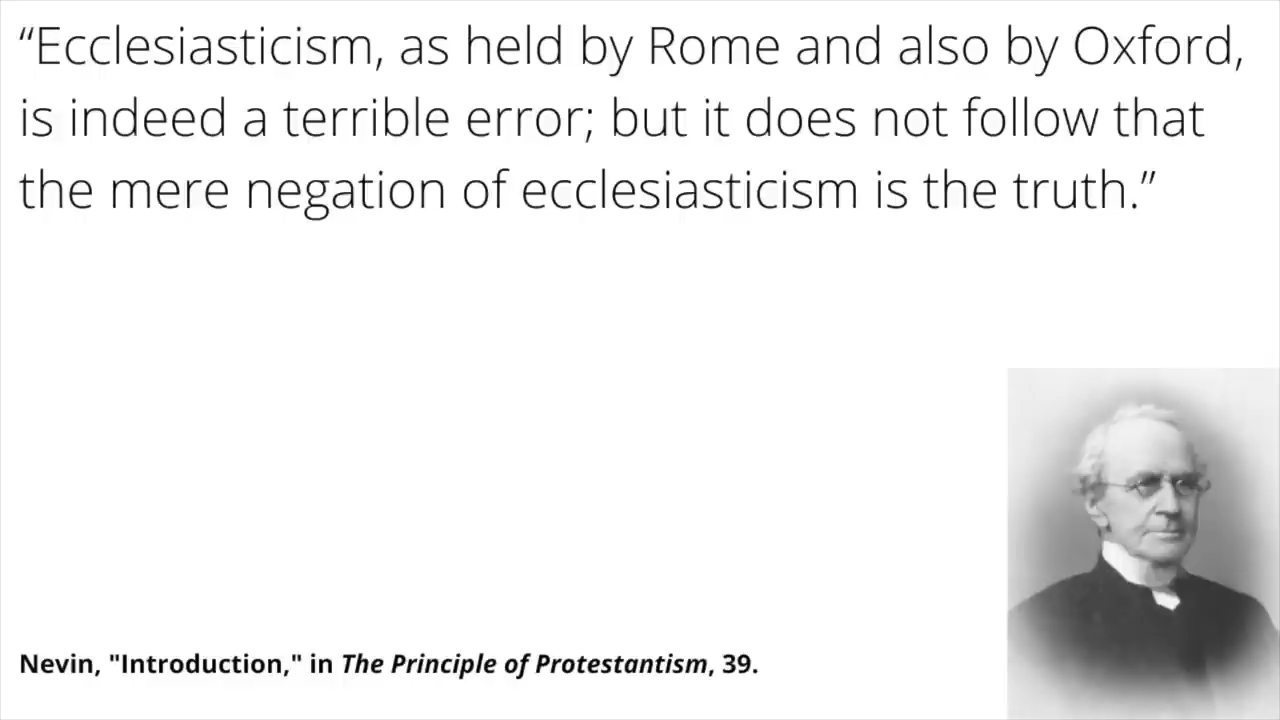 “Ecclesiasticism, as held by Rome and also by Oxford,
is indeed a terrible error; but it does not follow that
the mere negation of ecclesiasticism is the truth.”
Nevin, "Introduction," in The Principle of Protestantism, 39.